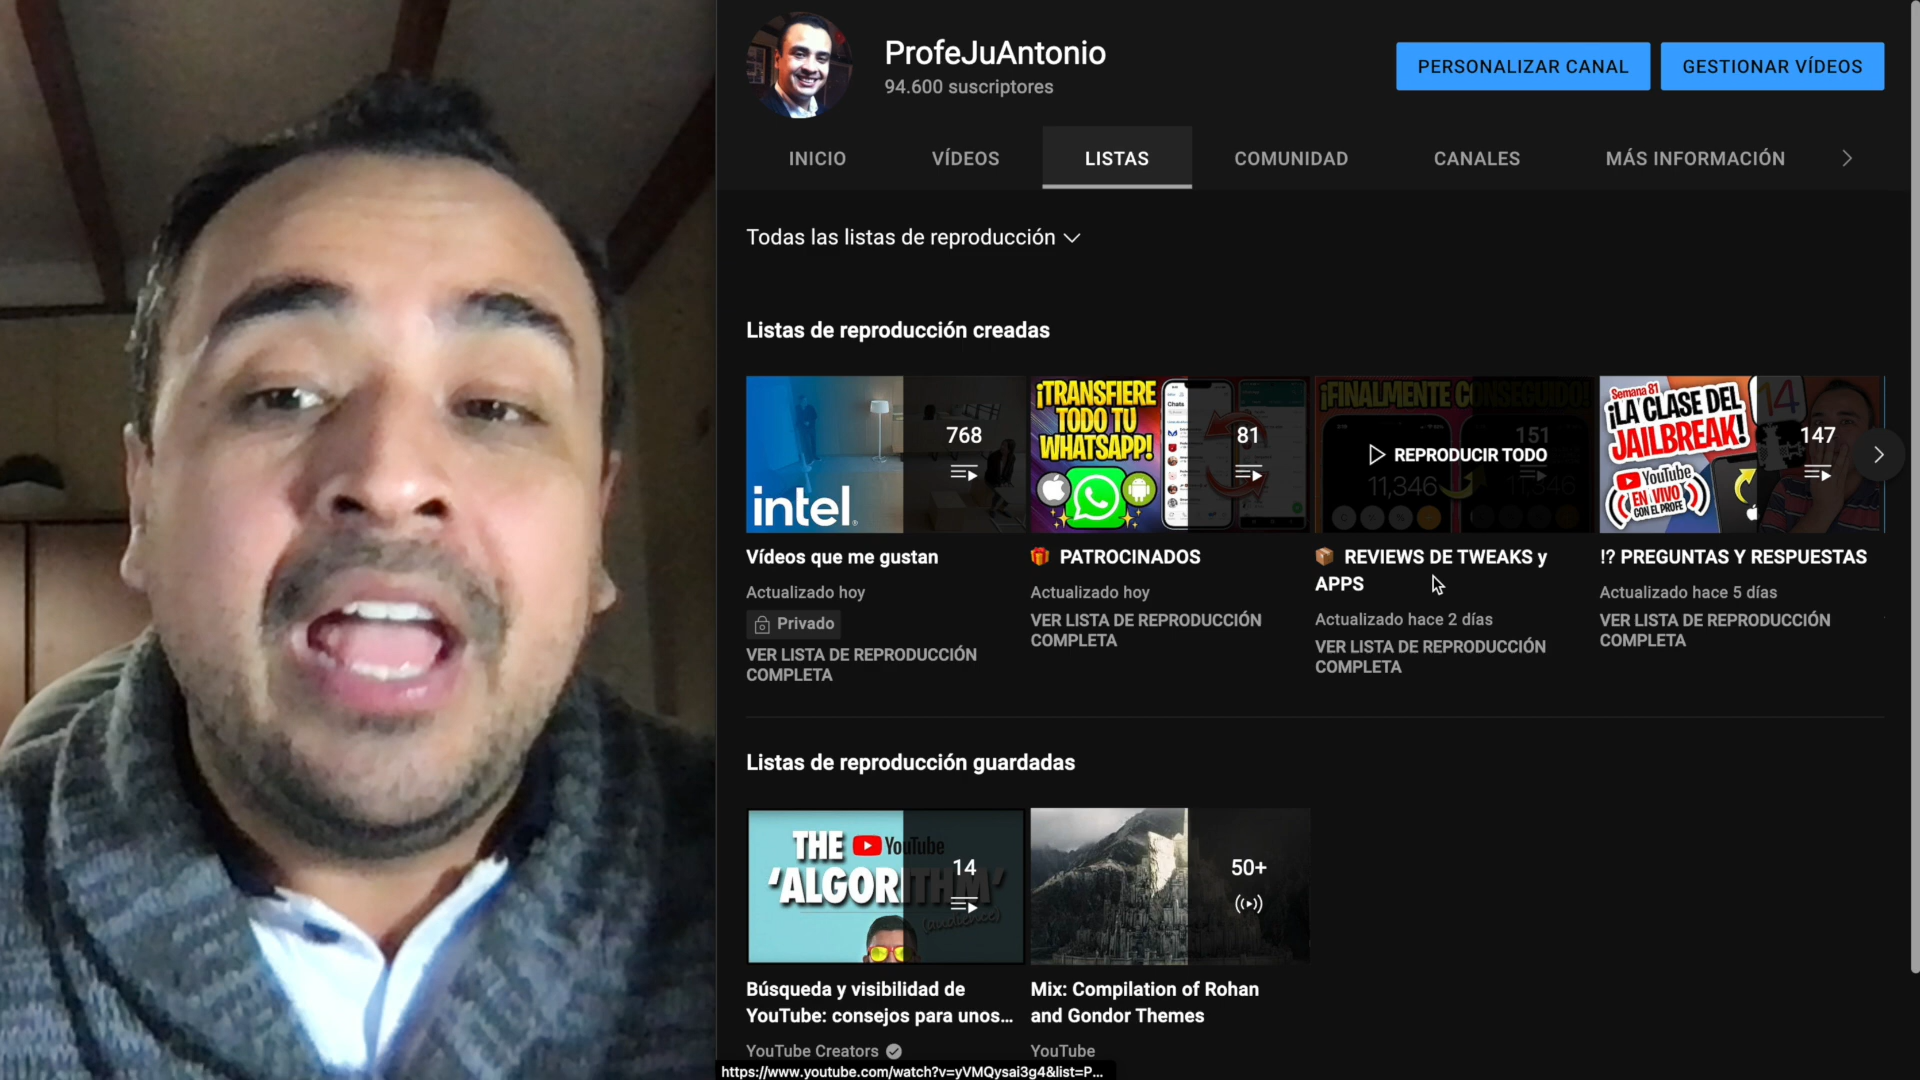 ProfeJuAntonio
94.600 suscriptores
PERSONALIZAR CANAL
GESTIONAR VÍDEOS
INICIO
VÍDEOS
LISTAS
COMUNIDAD
CANALES
MÁS INFORMACIÓN
Todas las listas de reproducción
Listas de reproducción creadas
intel.
768
¡TRANSFIERE
TODO TU
WHATSAPP!
Chats
81
¡FINALMENTE CONSEGUIDO!
151
REPRODUCIR TODO
11,346
11,346
Semana 81
¡LA CLASE DEL
JAILBREAK!
YouTube
EN VIVO
CON EL PROFE
14
147
Vídeos que me gustan
Actualizado hoy
Privado
VER LISTA DE REPRODUCCIÓN
COMPLETA
🎁 PATROCINADOS
Actualizado hoy
VER LISTA DE REPRODUCCIÓN
COMPLETA
📦 REVIEWS DE TWEAKS y
APPS
Actualizado hace 2 días
VER LISTA DE REPRODUCCIÓN
COMPLETA
⁉ PREGUNTAS Y RESPUESTAS
Actualizado hace 5 días
VER LISTA DE REPRODUCCIÓN
COMPLETA
Listas de reproducción guardadas
THE YouTube
'ALGORITHM'
(audience)
14
50+
Búsqueda y visibilidad de
YouTube: consejos para unos...
YouTube Creators
Mix: Compilation of Rohan
and Gondor Themes
YouTube
https://www.youtube.com/watch?v=yVMQysai3g4&list=P...